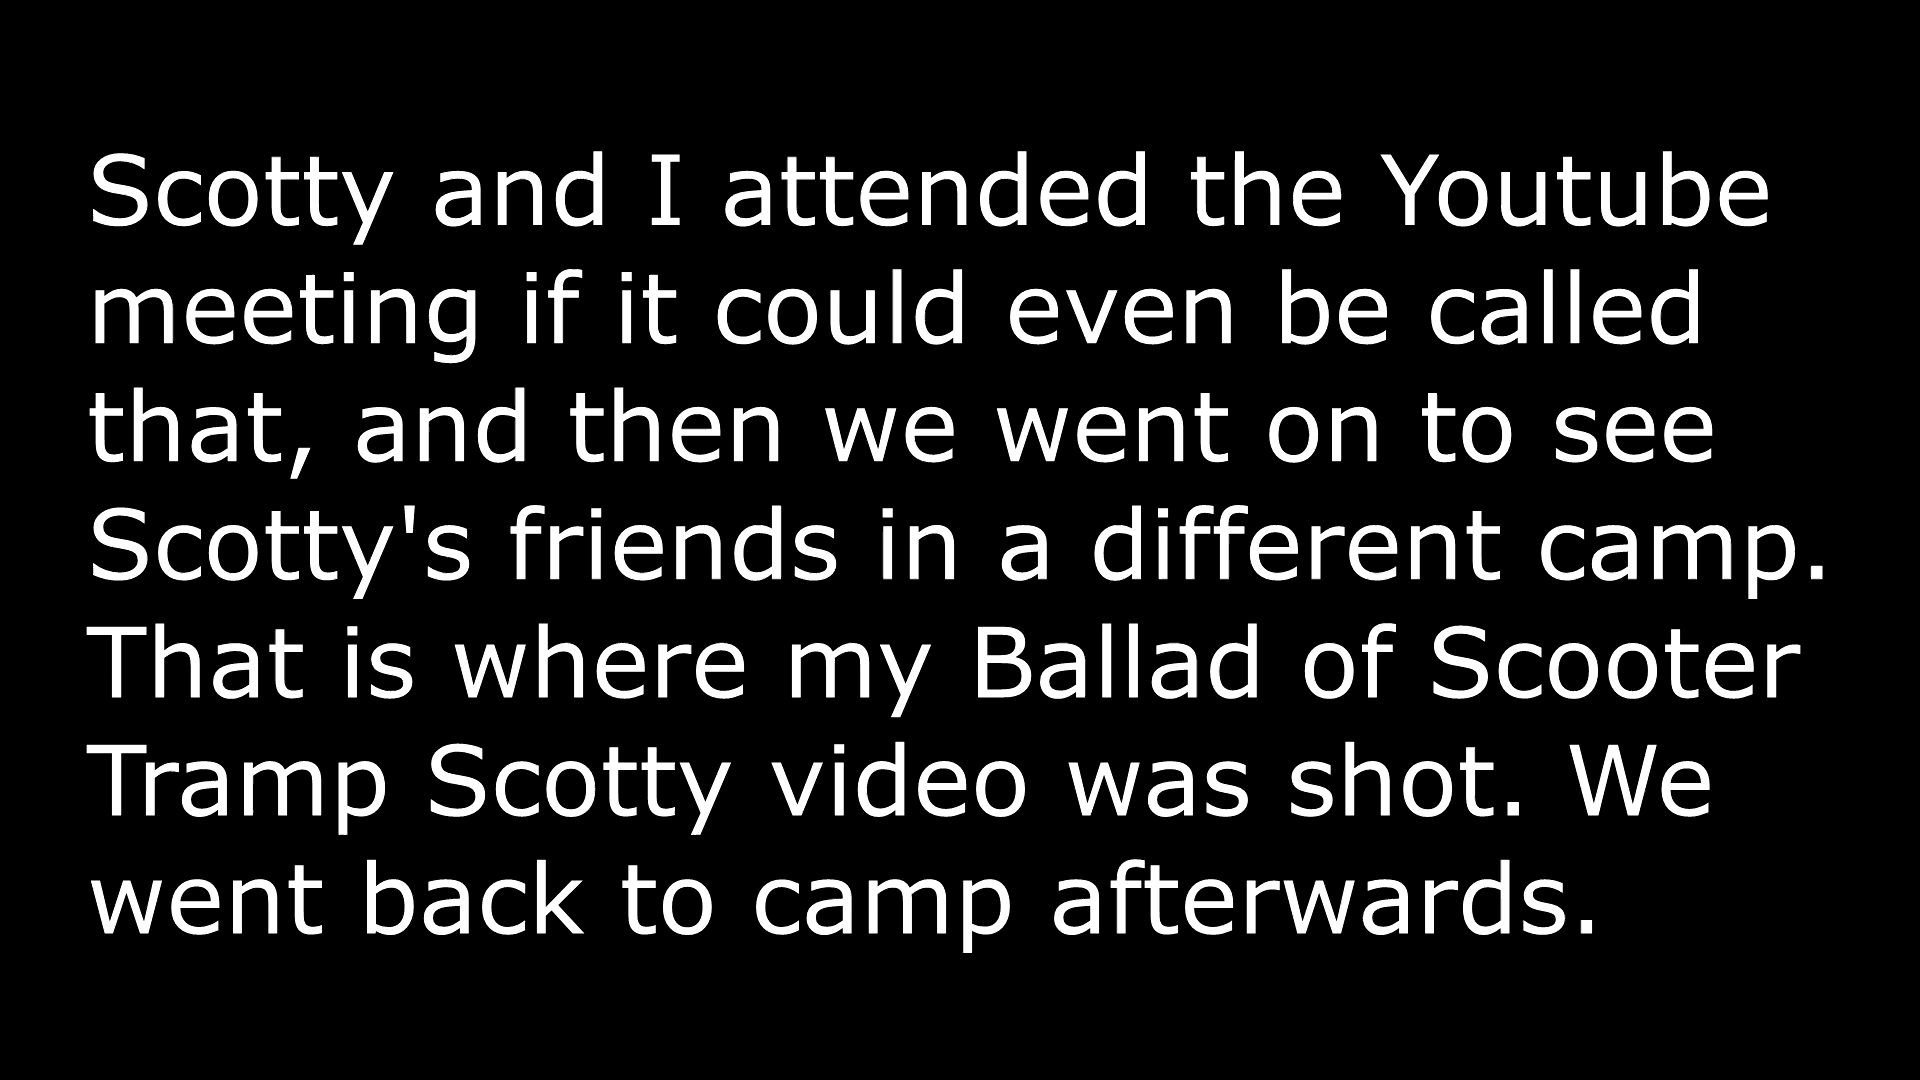 Scotty and I attended the Youtube
meeting if it could even be called
that, and then we went on to see
Scotty's friends in a different camp.
That is where my Ballad of Scooter
Tramp Scotty video was shot. We
went back to camp afterwards.